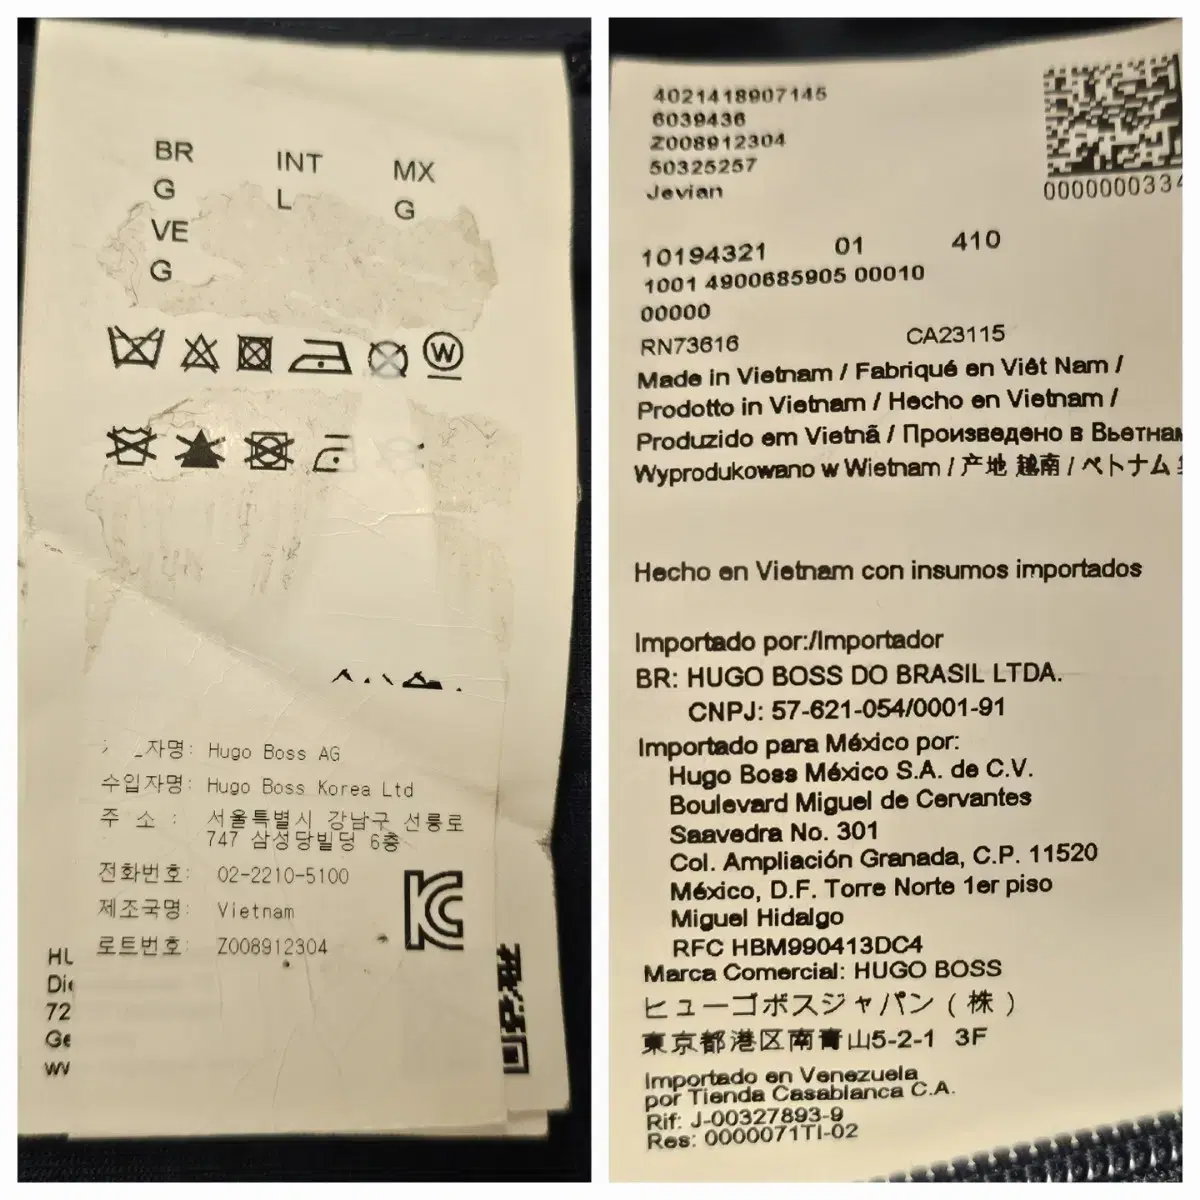 BR INT MX
G L G
VE
G
W
자명: Hugo Boss AG
수입자명: Hugo Boss Korea Ltd
주 소 : 서울특별시 강남구 선릉로
747 삼성당빌딩 6층
전화번호: 02-2210-5100
제조국명: Vietnam
로트번호: Z008912304
HU
Die
72
Ge
ww
4021418907145
6039436
Z008912304
50325257
Jevian
0000000334
10194321 01 410
1001 4900685905 00010
00000
RN73616 CA23115
Made in Vietnam / Fabriqué en Viêt Nam /
Prodotto in Vietnam / Hecho en Vietnam /
Produzido em Vietnã / Произведено в Вьетнам
Wyprodukowano w Wietnam / 产地 越南 / ベトナム
Hecho en Vietnam con insumos importados
Importado por:/Importador
BR: HUGO BOSS DO BRASIL LTDA.
CNPJ: 57-621-054/0001-91
Importado para México por:
Hugo Boss México S.A. de C.V.
Boulevard Miguel de Cervantes
Saavedra No. 301
Col. Ampliación Granada, C.P. 11520
México, D.F. Torre Norte 1er piso
Miguel Hidalgo
RFC HBM990413DC4
Marca Comercial: HUGO BOSS
ヒューゴボスジャパン (株)
東京都港区南青山5-2-1 3F
Importado en Venezuela
por Tienda Casablanca C.A.
Rif: J-00327893-9
Res: 0000071TI-02